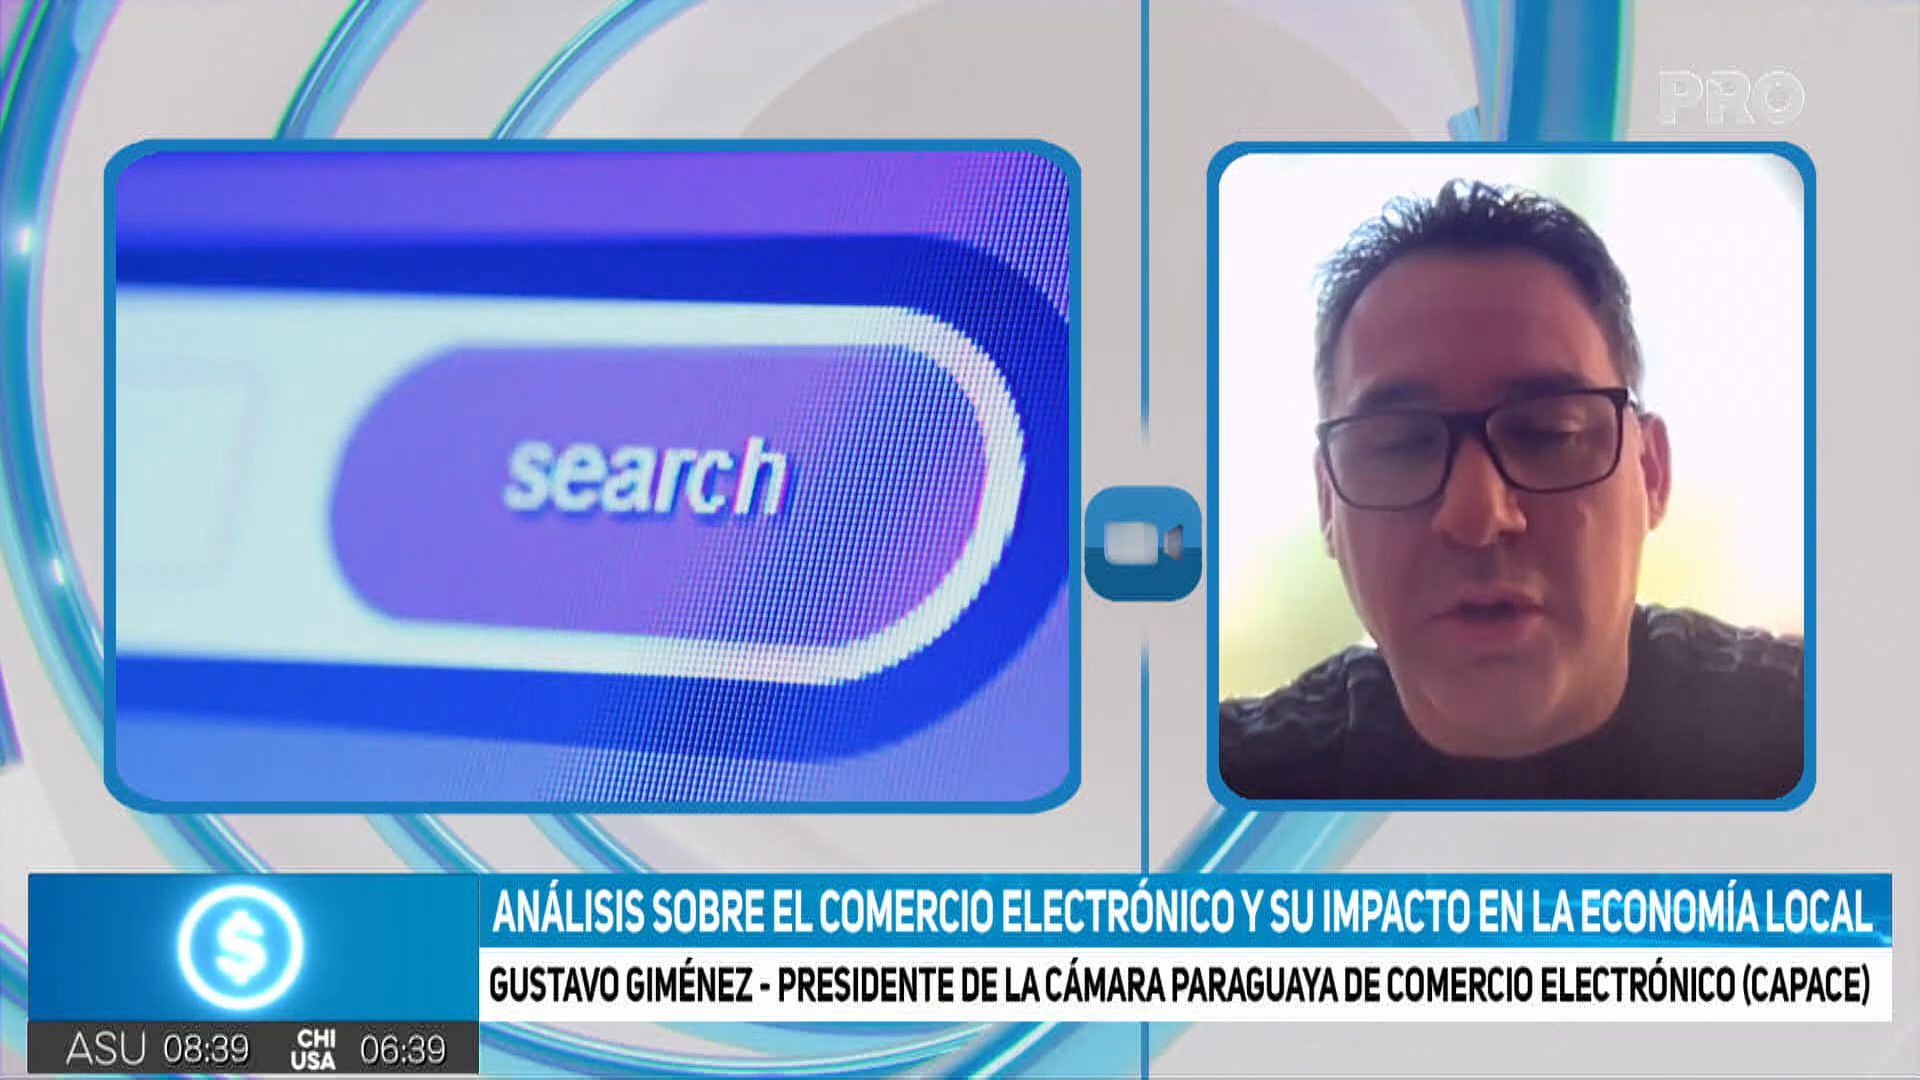 PRO
search
ANÁLISIS SOBRE EL COMERCIO ELECTRÓNICO Y SU IMPACTO EN LA ECONOMÍA LOCAL
GUSTAVO GIMÉNEZ - PRESIDENTE DE LA CÁMARA PARAGUAYA DE COMERCIO ELECTRÓNICO (CAPACE)
$
ASU 08:39 CHI USA 06:39